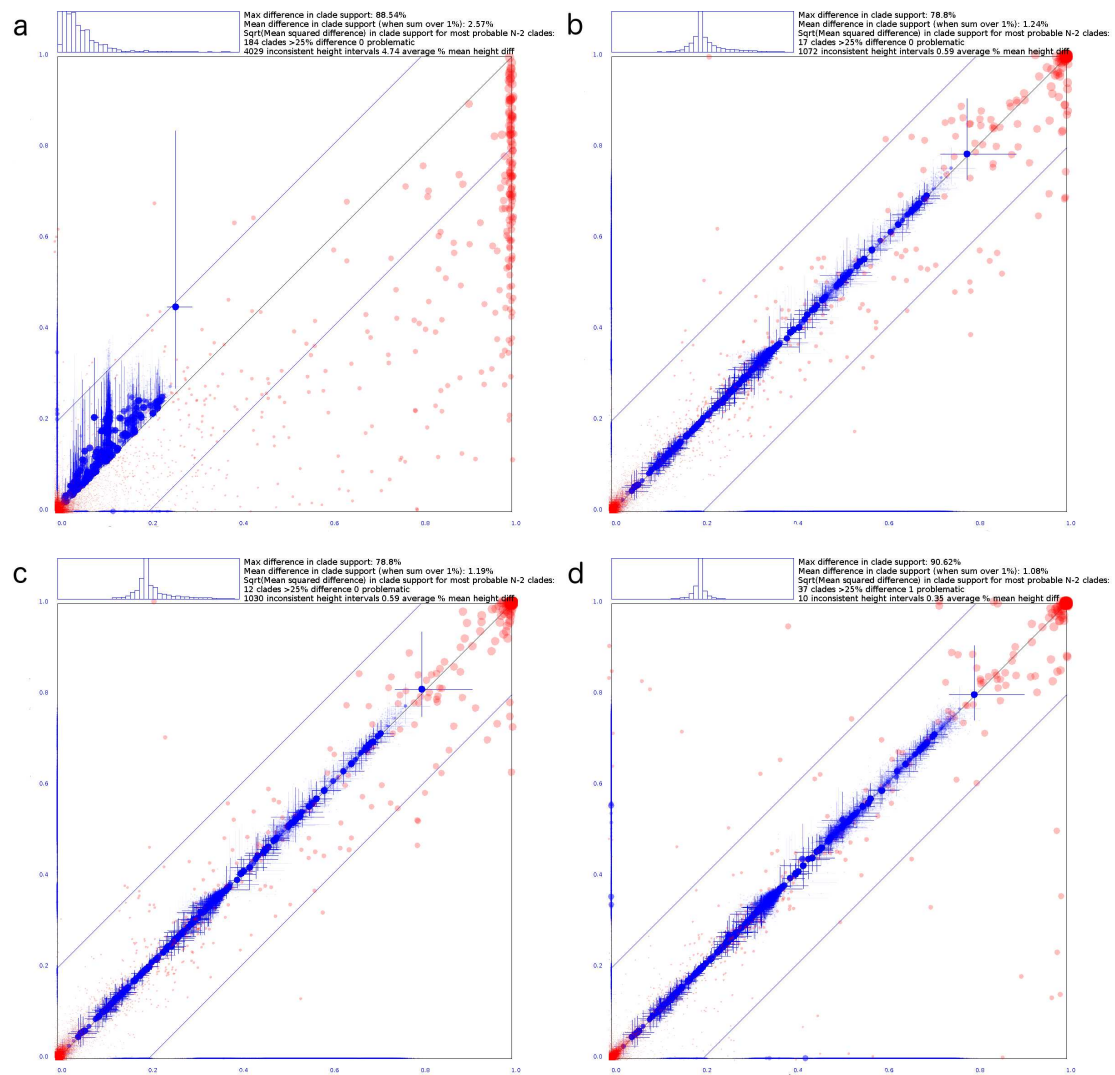 a
Max difference in clade support: 88.54%
Mean difference in clade support (when sum over 1%): 2.57%
Sqrt(Mean squared difference) in clade support for most probable N-2 clades:
184 clades >25% difference 0 problematic
4029 inconsistent height intervals 4.74 average % mean height diff
1.0
0.8
0.6
0.4
0.2
0.0
0.0 0.2 0.4 0.6 0.8 1.0
b
Max difference in clade support: 78.8%
Mean difference in clade support (when sum over 1%): 1.24%
Sqrt(Mean squared difference) in clade support for most probable N-2 clades:
17 clades >25% difference 0 problematic
1072 inconsistent height intervals 0.59 average % mean height diff
1.0
0.8
0.6
0.4
0.2
0.0
0.0 0.2 0.4 0.6 0.8 1.0
c
Max difference in clade support: 78.8%
Mean difference in clade support (when sum over 1%): 1.19%
Sqrt(Mean squared difference) in clade support for most probable N-2 clades:
12 clades >25% difference 0 problematic
1030 inconsistent height intervals 0.59 average % mean height diff
1.0
0.8
0.6
0.4
0.2
0.0
0.0 0.2 0.4 0.6 0.8 1.0
d
Max difference in clade support: 90.62%
Mean difference in clade support (when sum over 1%): 1.08%
Sqrt(Mean squared difference) in clade support for most probable N-2 clades:
37 clades >25% difference 1 problematic
10 inconsistent height intervals 0.35 average % mean height diff
1.0
0.8
0.6
0.4
0.2
0.0
0.0 0.2 0.4 0.6 0.8 1.0